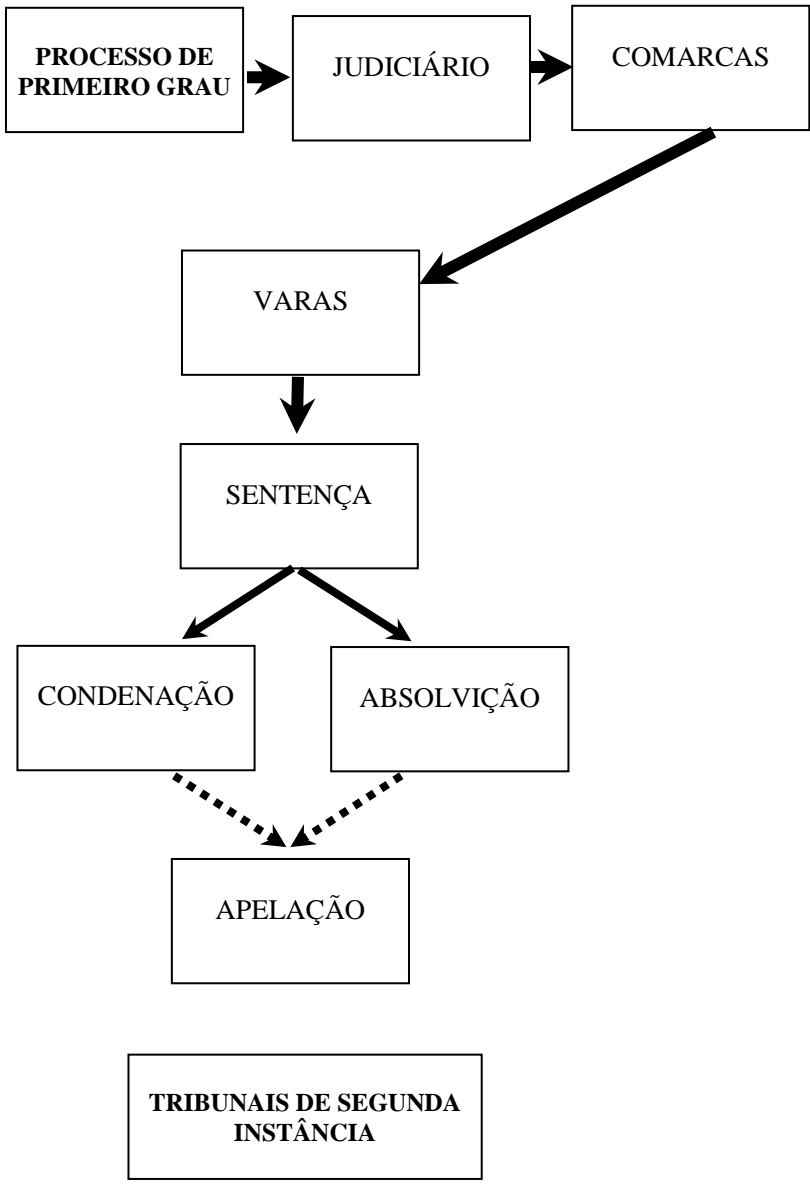 PROCESSO DE
PRIMEIRO GRAU
JUDICIÁRIO
COMARCAS
VARAS
SENTENÇA
CONDENAÇÃO
ABSOLVIÇÃO
APELAÇÃO
TRIBUNAIS DE SEGUNDA
INSTÂNCIA